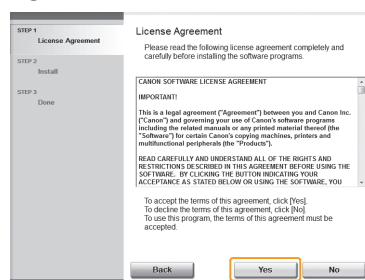 STEP 1
License Agreement
STEP 2
Install
STEP 3
Done
License Agreement
Please read the following license agreement completely and
carefully before installing the software programs.
CANON SOFTWARE LICENSE AGREEMENT
IMPORTANT!
This is a legal agreement ("Agreement") between you and Canon Inc.
("Canon") and governing your use of Canon's software programs
including the related manuals or any printed material thereof (the
"Software") for certain Canon's copying machines, printers and
multifunctional peripherals (the "Products").
READ CAREFULLY AND UNDERSTAND ALL OF THE RIGHTS AND
RESTRICTIONS DESCRIBED IN THIS AGREEMENT BEFORE USING THE
SOFTWARE. BY CLICKING THE BUTTON INDICATING YOUR
ACCEPTANCE AS STATED BELOW OR USING THE SOFTWARE, YOU
To accept the terms of this agreement, click [Yes].
To decline the terms of this agreement, click [No].
To use this program, the terms of this agreement must be
accepted.
Back Yes No